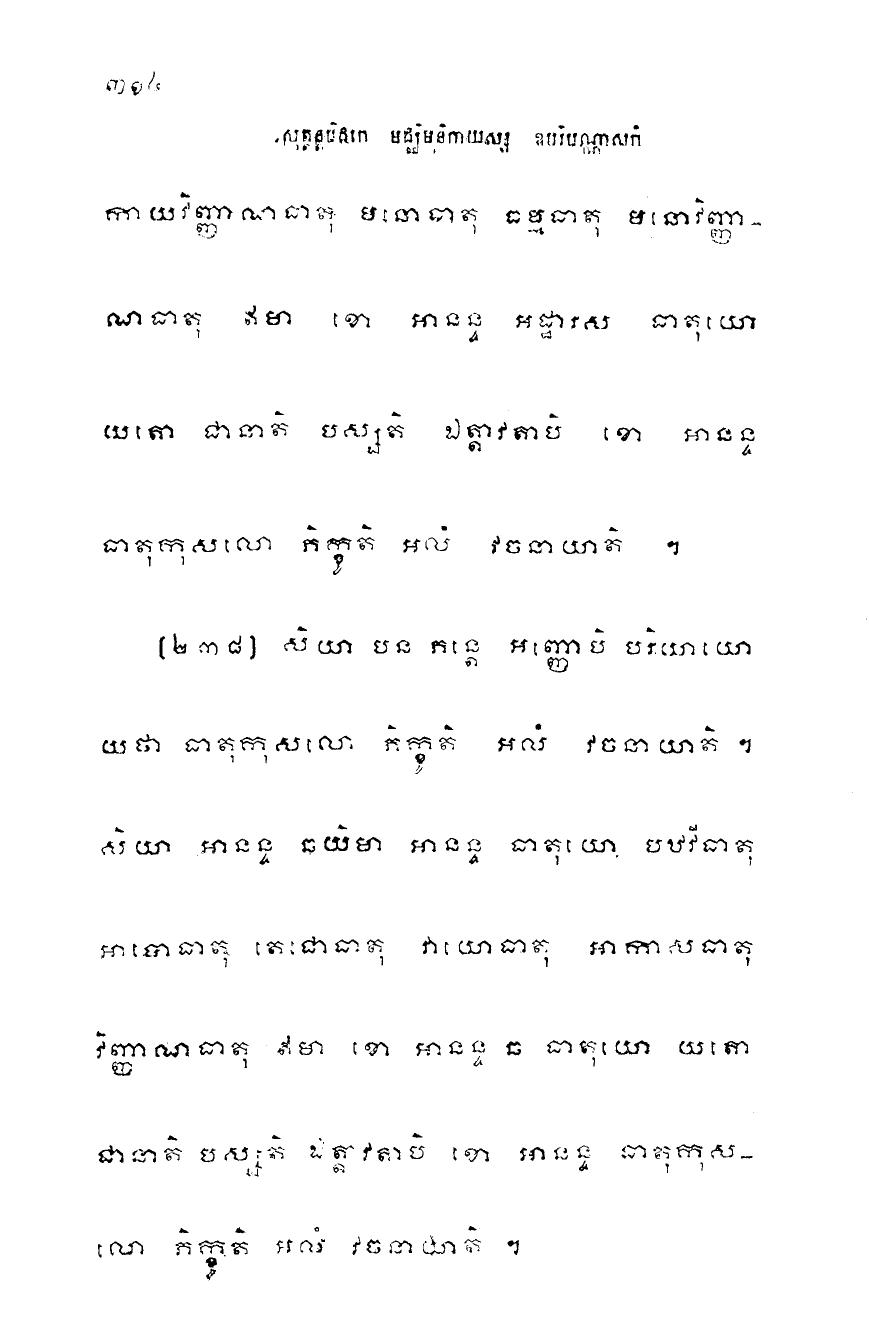 ៣១៤
សុត្តន្តបិដកេ មជ្ឈិមនិកាយស្ស ឧបរិបណ្ណាសកំ
កាយវិញ្ញាណធាតុ មនោធាតុ ធម្មធាតុ មនោវិញ្ញា-
ណធាតុ ឥមា ខោ អានន្ទ អដ្ឋារស ធាតុយោ
យតោ ជានាតិ បស្សតិ ឯត្តាវតាបិ ខោ អានន្ទ
ធាតុកុសលោ ភិក្ខូតិ អលំ វចនាយាតិ ។
(២៣៨) សិយា បន ភន្តេ អញ្ញោបិ បរិយាយោ
យថា ធាតុកុសលោ ភិក្ខូតិ អលំ វចនាយាតិ ។
សិយា អានន្ទ ឆយិមា អានន្ទ ធាតុយោ បឋវីធាតុ
អាបោធាតុ តេជោធាតុ វាយោធាតុ អាកាសធាតុ
វិញ្ញាណធាតុ ឥមា ខោ អានន្ទ ឆ ធាតុយោ យតោ
ជានាតិ បស្សតិ ឯត្តាវតាបិ ខោ អានន្ទ ធាតុកុស-
លោ ភិក្ខូតិ អលំ វចនាយាតិ ។